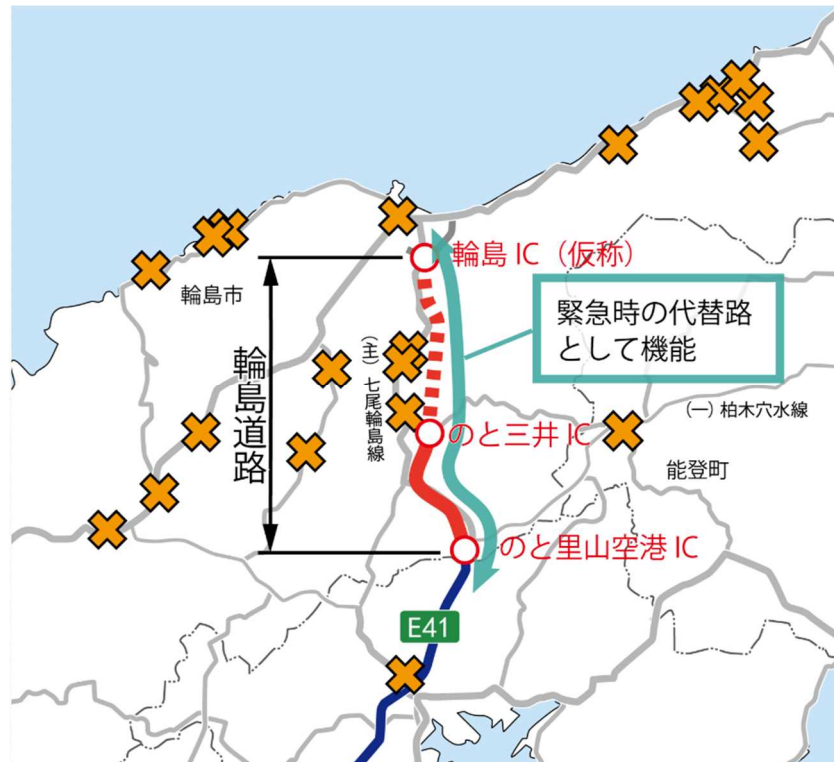 輪島 IC（仮称）
輪島市
緊急時の代替路
として機能
輪島道路
（主）七尾輪島線
（一）柏木穴水線
のと三井 IC
能登町
のと里山空港 IC
E41